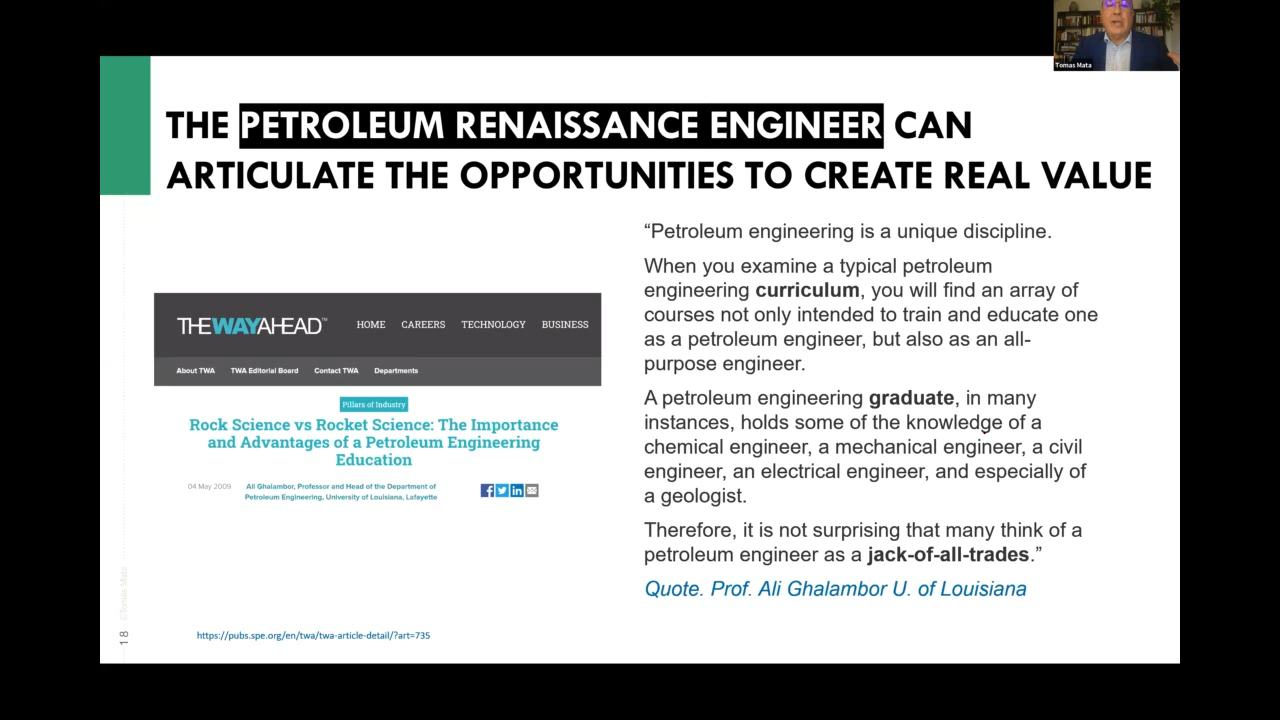 Tomas Mata
THE PETROLEUM RENAISSANCE ENGINEER CAN
ARTICULATE THE OPPORTUNITIES TO CREATE REAL VALUE
THEWAYAHEAD™
HOME CAREERS TECHNOLOGY BUSINESS
About TWA TWA Editorial Board Contact TWA Departments
Pillars of Industry
Rock Science vs Rocket Science: The Importance
and Advantages of a Petroleum Engineering
Education
04 May 2009 Ali Ghalambor, Professor and Head of the Department of
Petroleum Engineering, University of Louisiana, Lafayette
“Petroleum engineering is a unique discipline.
When you examine a typical petroleum
engineering curriculum, you will find an array of
courses not only intended to train and educate one
as a petroleum engineer, but also as an all-
purpose engineer.
A petroleum engineering graduate, in many
instances, holds some of the knowledge of a
chemical engineer, a mechanical engineer, a civil
engineer, an electrical engineer, and especially of
a geologist.
Therefore, it is not surprising that many think of a
petroleum engineer as a jack-of-all-trades.”
Quote. Prof. Ali Ghalambor U. of Louisiana
https://pubs.spe.org/en/twa/twa-article-detail/?art=735
18
©Tomas Mata